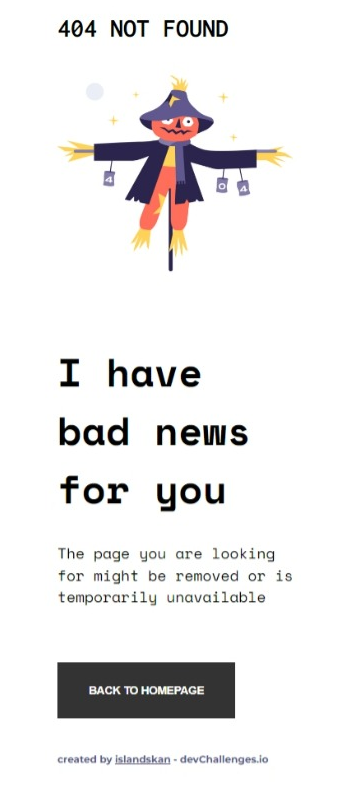 404 NOT FOUND
4
0
4
I have
bad news
for you
The page you are looking
for might be removed or is
temporarily unavailable
BACK TO HOMEPAGE
created by islandskan - devChallenges.io